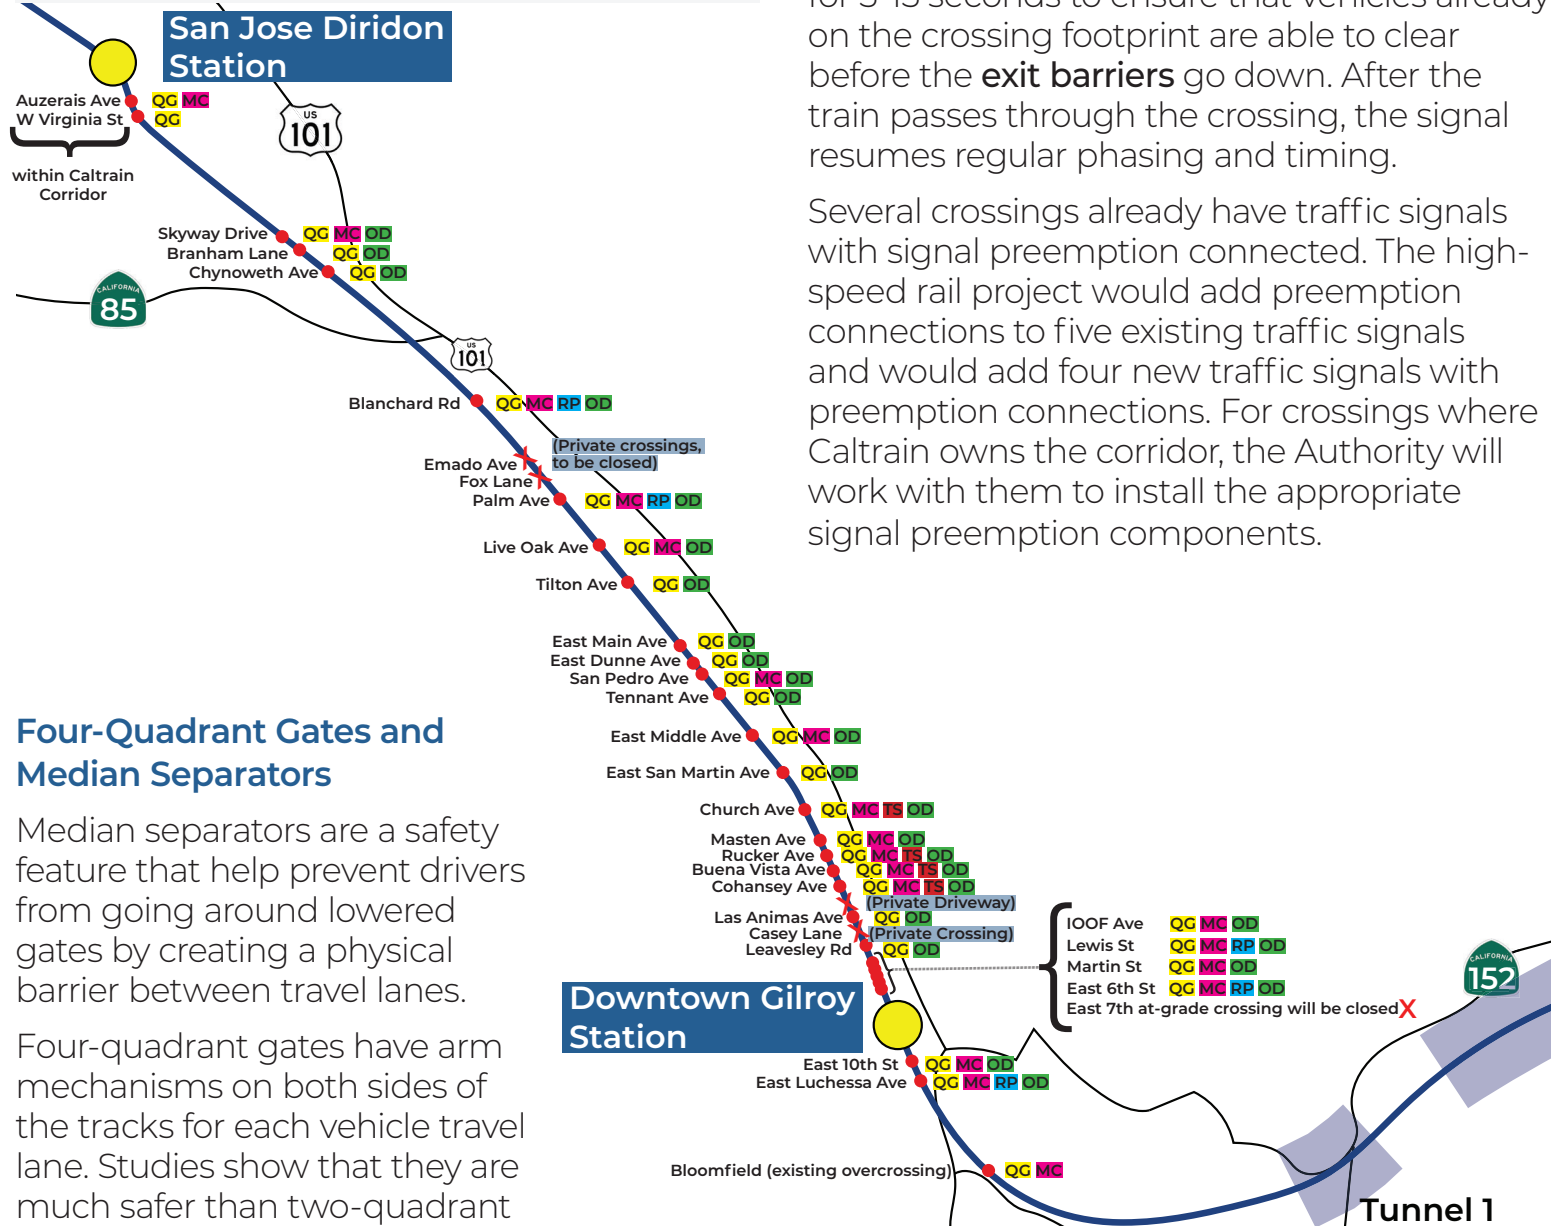 San Jose Diridon
Station
US
101
Auzerais Ave QG MC
W Virginia St QG
within Caltrain
Corridor
Skyway Drive QG MC OD
Branham Lane QG OD
Chynoweth Ave QG OD
CALIFORNIA
85
US
101
Blanchard Rd QG MC RP OD
(Private crossings,
to be closed)
Emado Ave
Fox Lane
Palm Ave QG MC RP OD
Live Oak Ave QG MC OD
Tilton Ave QG OD
East Main Ave QG OD
East Dunne Ave QG OD
San Pedro Ave QG MC OD
Tennant Ave QG OD
East Middle Ave QG MC OD
East San Martin Ave QG OD
Church Ave QG MC TS OD
Masten Ave QG MC OD
Rucker Ave QG MC TS OD
Buena Vista Ave QG MC TS OD
Cohansey Ave QG MC TS OD
(Private Driveway)
Las Animas Ave QG OD
Casey Lane (Private Crossing)
Leavesley Rd QG OD
IOOF Ave QG MC OD
Lewis St QG MC RP OD
Martin St QG MC OD
East 6th St QG MC RP OD
East 7th at-grade crossing will be closed X
CALIFORNIA
152
Downtown Gilroy
Station
East 10th St QG MC OD
East Luchessa Ave QG MC RP OD
Bloomfield (existing overcrossing) QG MC
Tunnel 1
Four-Quadrant Gates and
Median Separators
Median separators are a safety
feature that help prevent drivers
from going around lowered
gates by creating a physical
barrier between travel lanes.
Four-quadrant gates have arm
mechanisms on both sides of
the tracks for each vehicle travel
lane. Studies show that they are
much safer than two-quadrant
for 5-15 seconds to ensure that vehicles already
on the crossing footprint are able to clear
before the exit barriers go down. After the
train passes through the crossing, the signal
resumes regular phasing and timing.
Several crossings already have traffic signals
with signal preemption connected. The high-
speed rail project would add preemption
connections to five existing traffic signals
and would add four new traffic signals with
preemption connections. For crossings where
Caltrain owns the corridor, the Authority will
work with them to install the appropriate
signal preemption components.